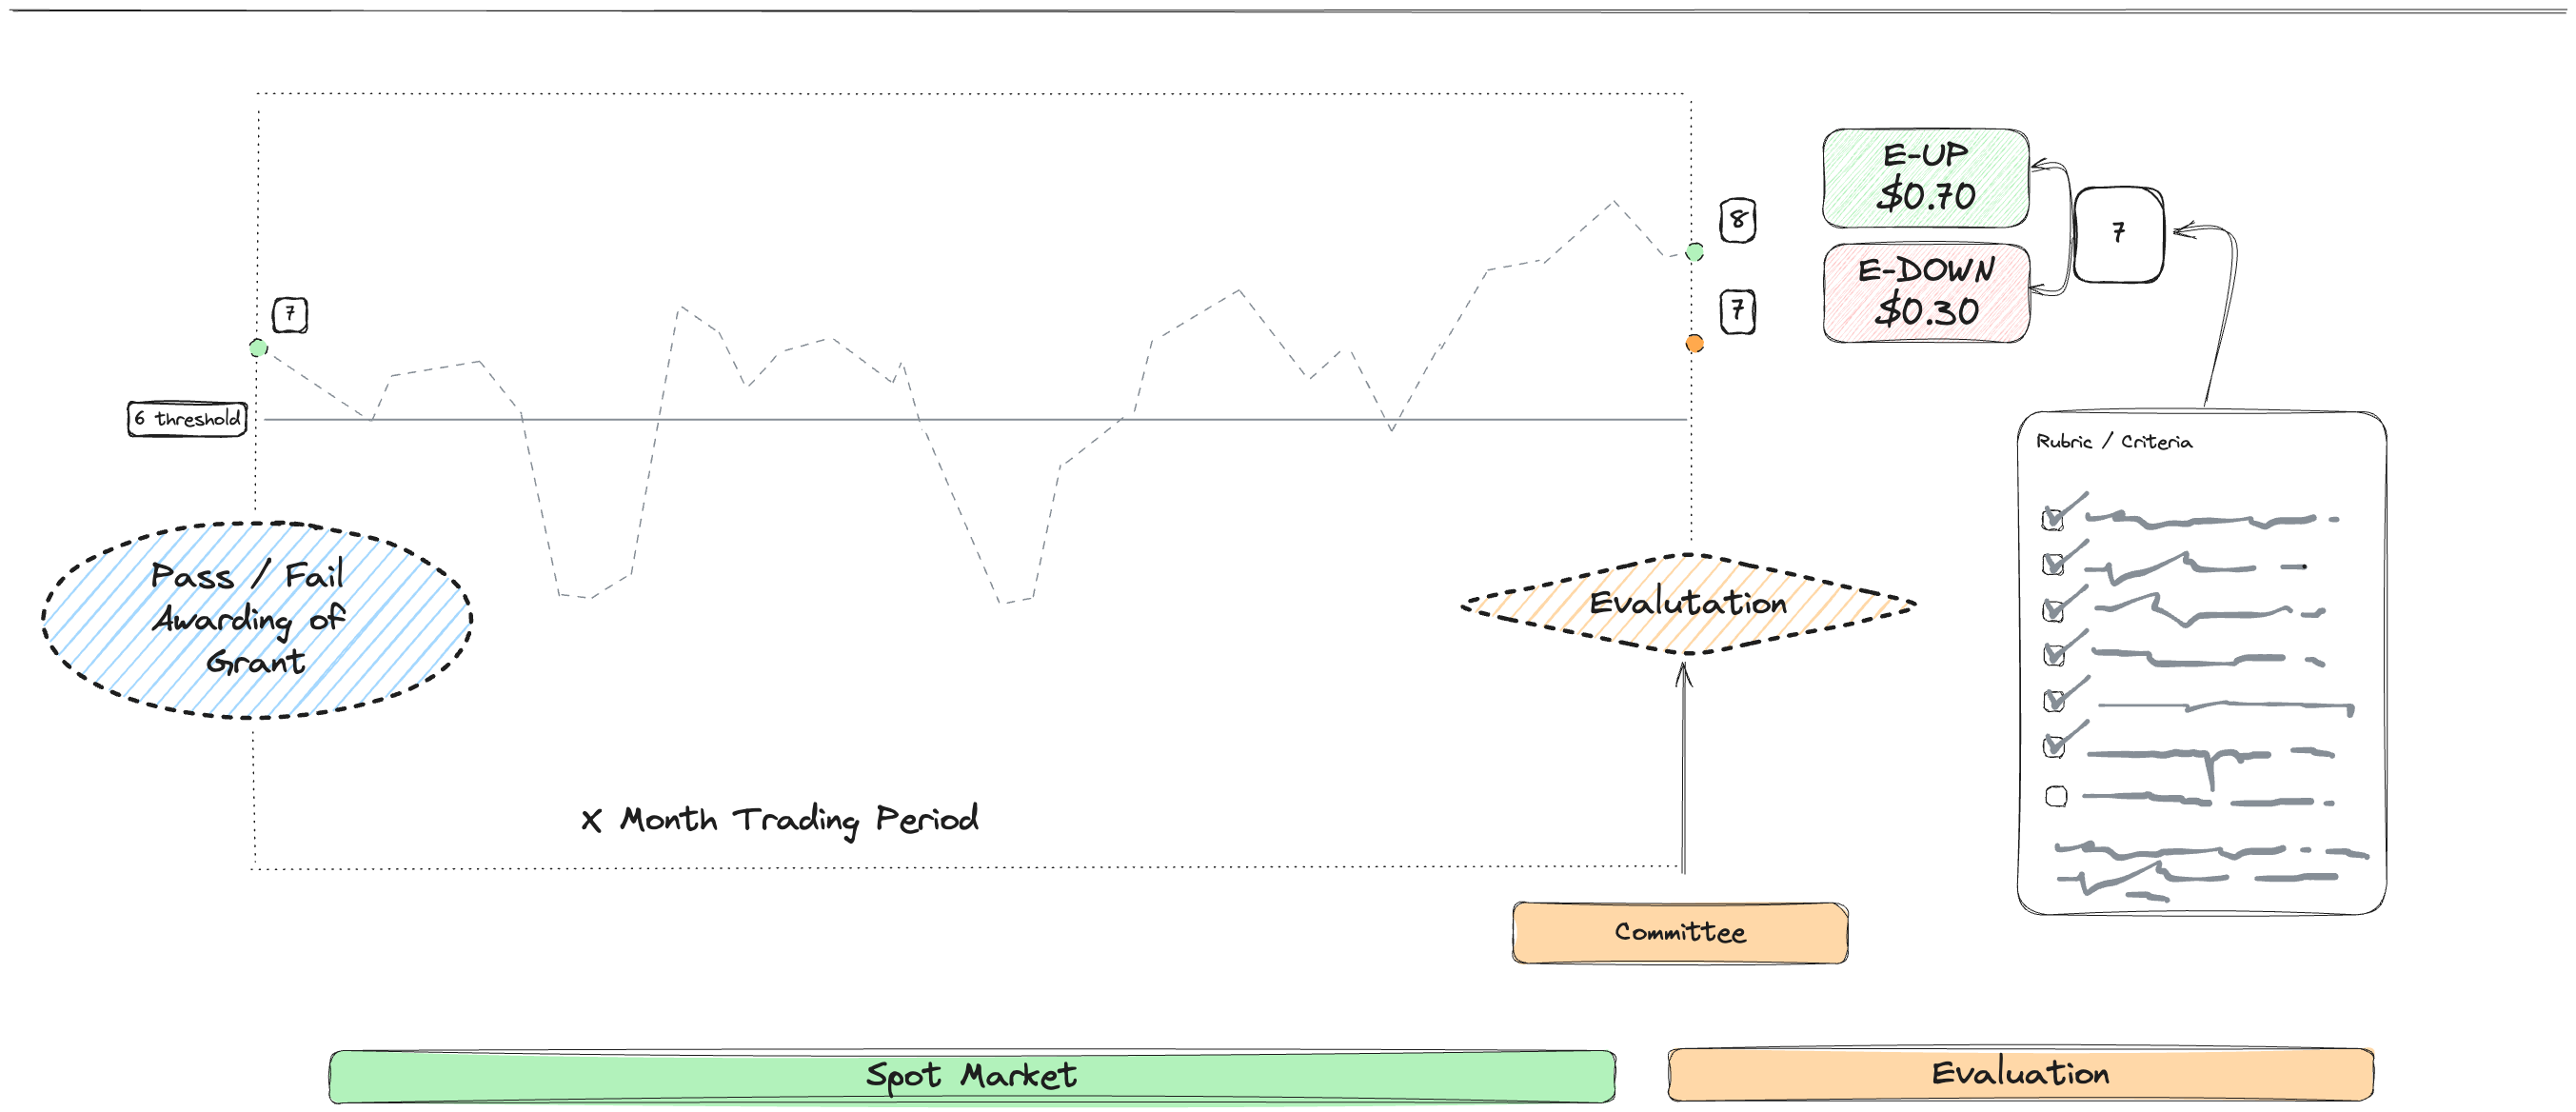 E-UP
$0.70
8
7
E-DOWN
$0.30
7
7
6 threshold
Rubric / Criteria
Pass / Fail
Awarding of
Grant
Evalutation
X Month Trading Period
Committee
Spot Market
Evaluation